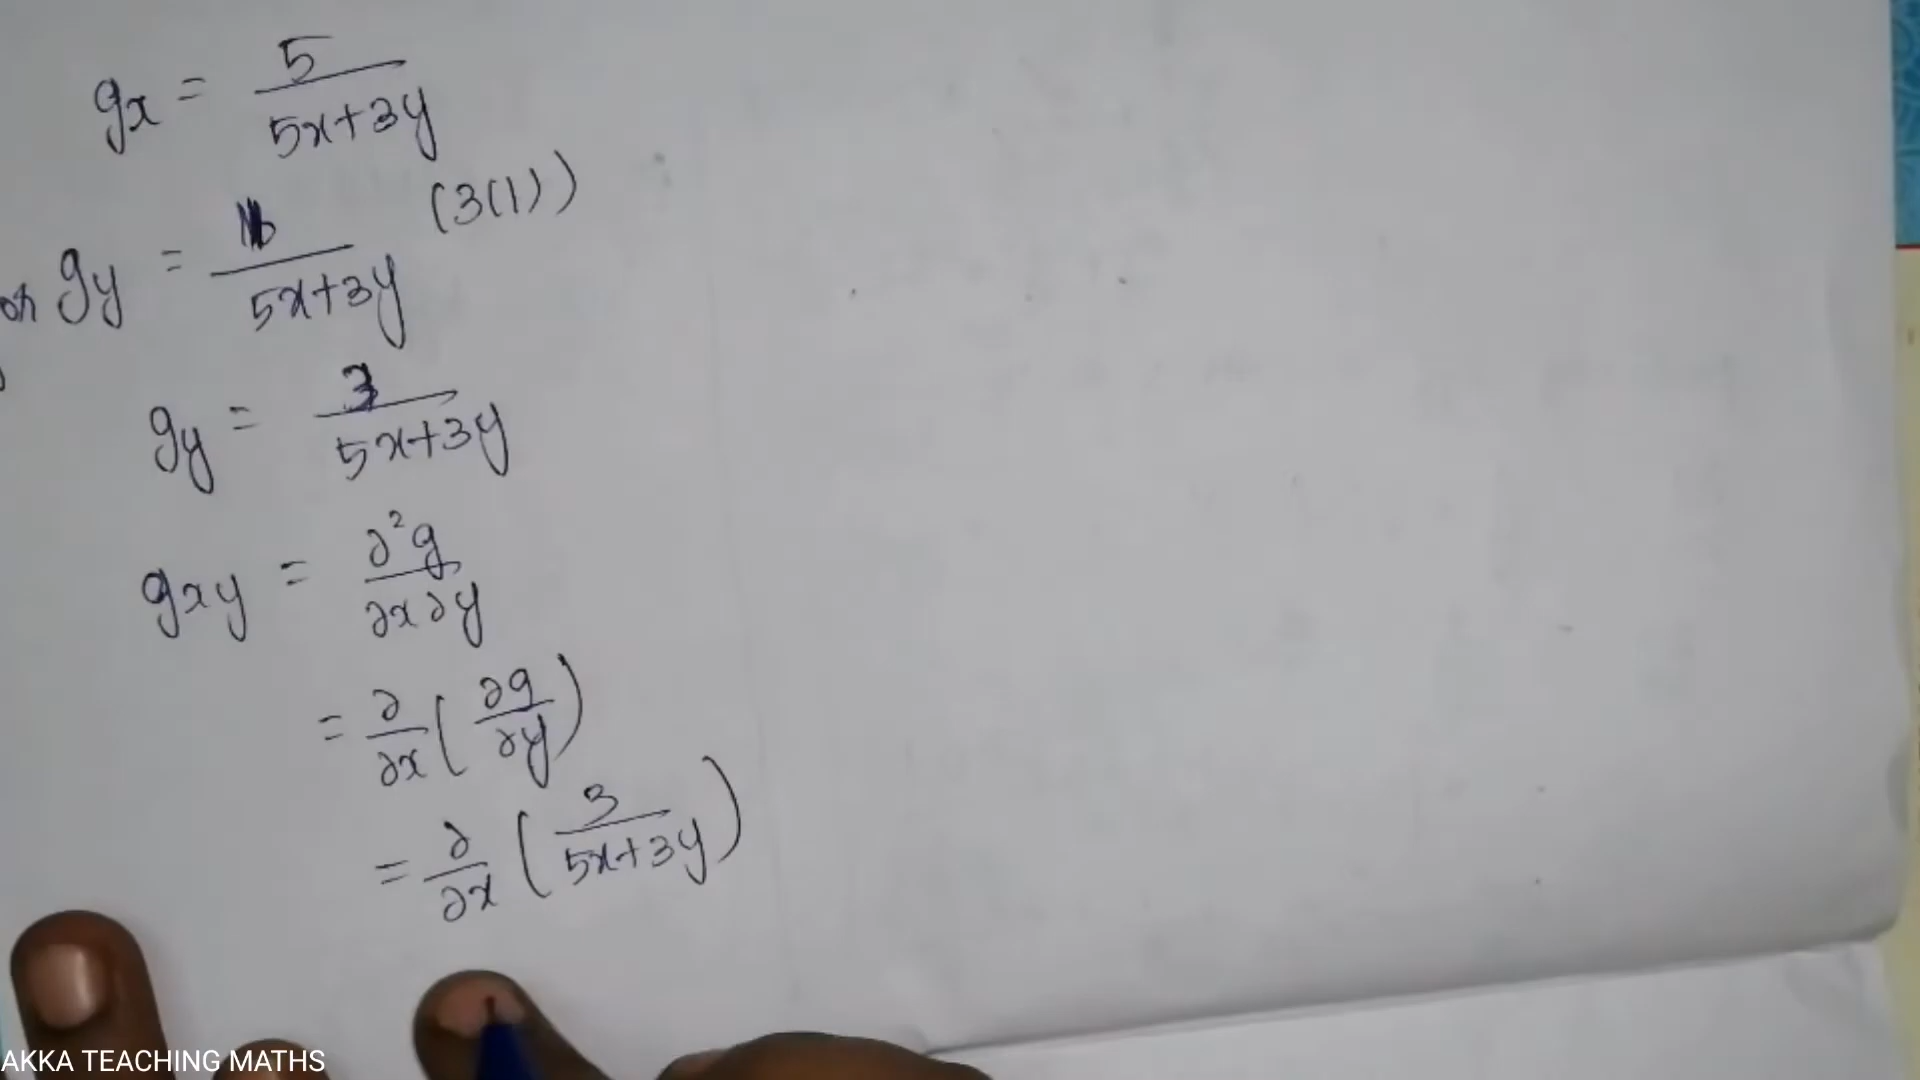 gx = 5/(5x+3y)
gy = 1/(5x+3y) (3(1))
gy = 3/(5x+3y)
gxy = ∂²g/∂x∂y
= ∂/∂x (∂g/∂y)
= ∂/∂x (3/(5x+3y))
AKKA TEACHING MATHS